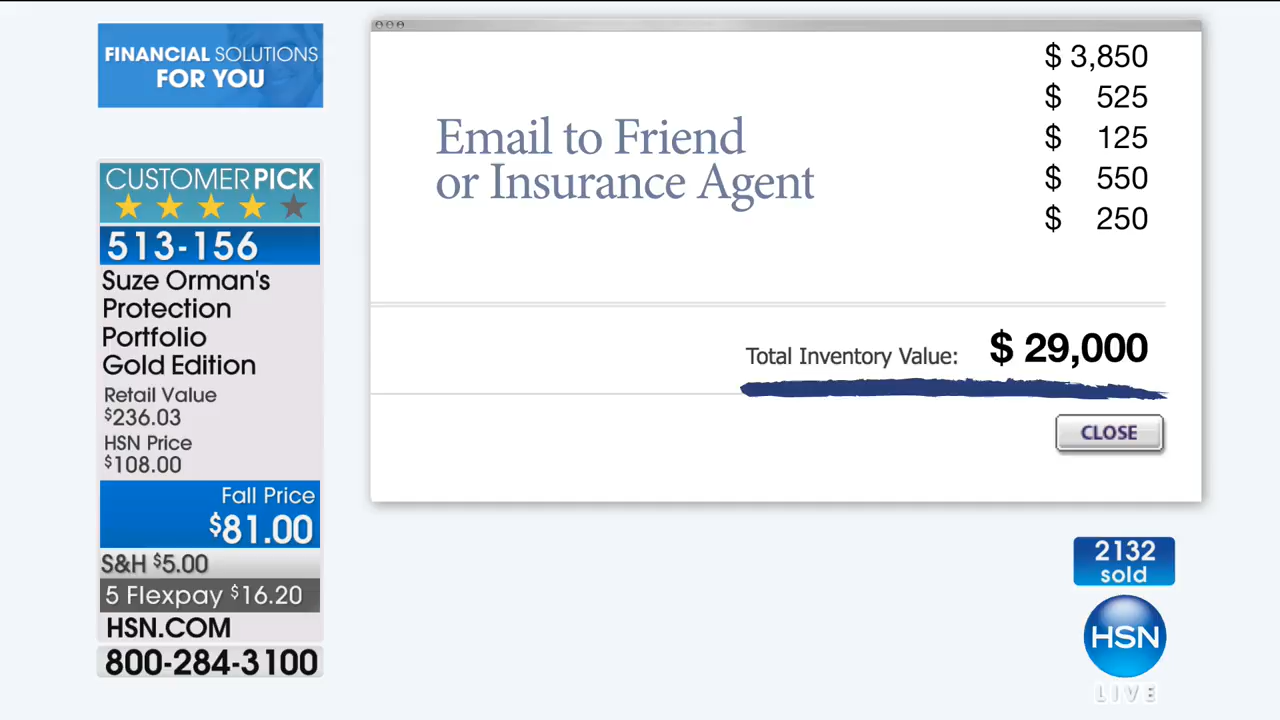 FINANCIAL SOLUTIONS
FOR YOU
CUSTOMER PICK
513-156
Suze Orman's
Protection
Portfolio
Gold Edition
Retail Value
$236.03
HSN Price
$108.00
Fall Price
$81.00
S&H $5.00
5 Flexpay $16.20
HSN.COM
800-284-3100
$ 3,850
$ 525
$ 125
$ 550
$ 250
Email to Friend
or Insurance Agent
Total Inventory Value: $ 29,000
CLOSE
2132
sold
HSN
LIVE